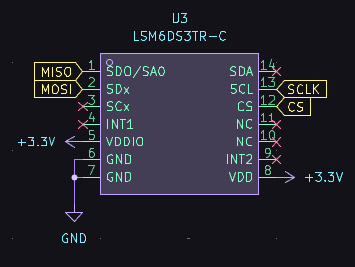 U3
LSM6DS3TR-C
MISO 1 SDO/SAO SDA 14
MOSI 2 SDx SCL 13 SCLK
3 SCx CS 12 CS
4 INT1 NC 11
+3.3V 5 VDDIO NC 10
6 GND INT2 9
7 GND VDD 8 +3.3V
GND